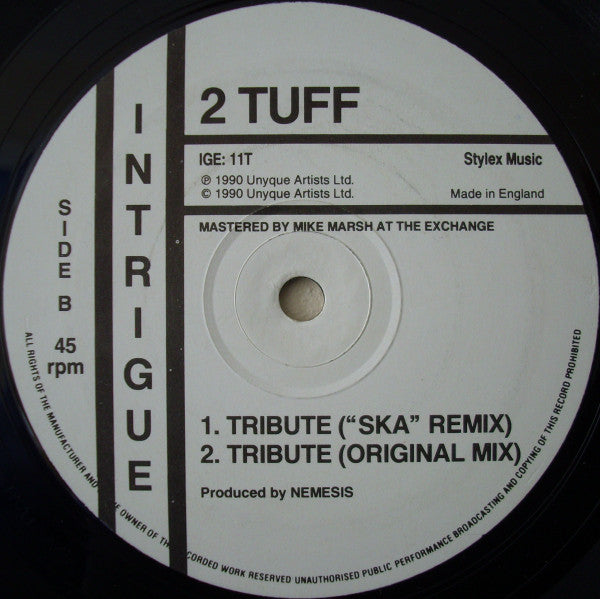 2 TUFF
INTRIGUE
IGE: 11T
Stylex Music
℗ 1990 Unyque Artists Ltd.
© 1990 Unyque Artists Ltd.
Made in England
MASTERED BY MIKE MARSH AT THE EXCHANGE
SIDE B
45
rpm
1. TRIBUTE (“SKA” REMIX)
2. TRIBUTE (ORIGINAL MIX)
Produced by NEMESIS
ALL RIGHTS OF THE MANUFACTURER AND OWNER OF THE CORDED WORK RESERVED UNAUTHORISED PUBLIC PERFORMANCE BROADCASTING AND COPYING OF THIS RECORD PROHIBITED